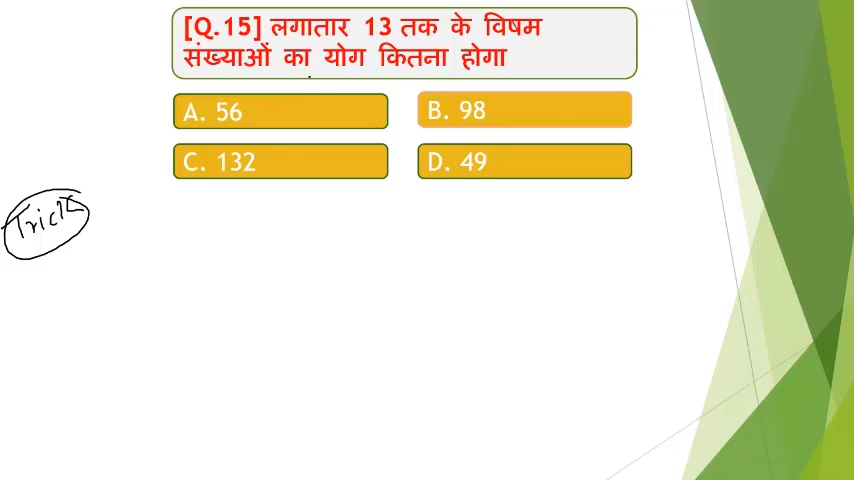 [Q.15] लगातार 13 तक के विषम
संख्याओं का योग कितना होगा
A. 56
B. 98
C. 132
D. 49
Trick